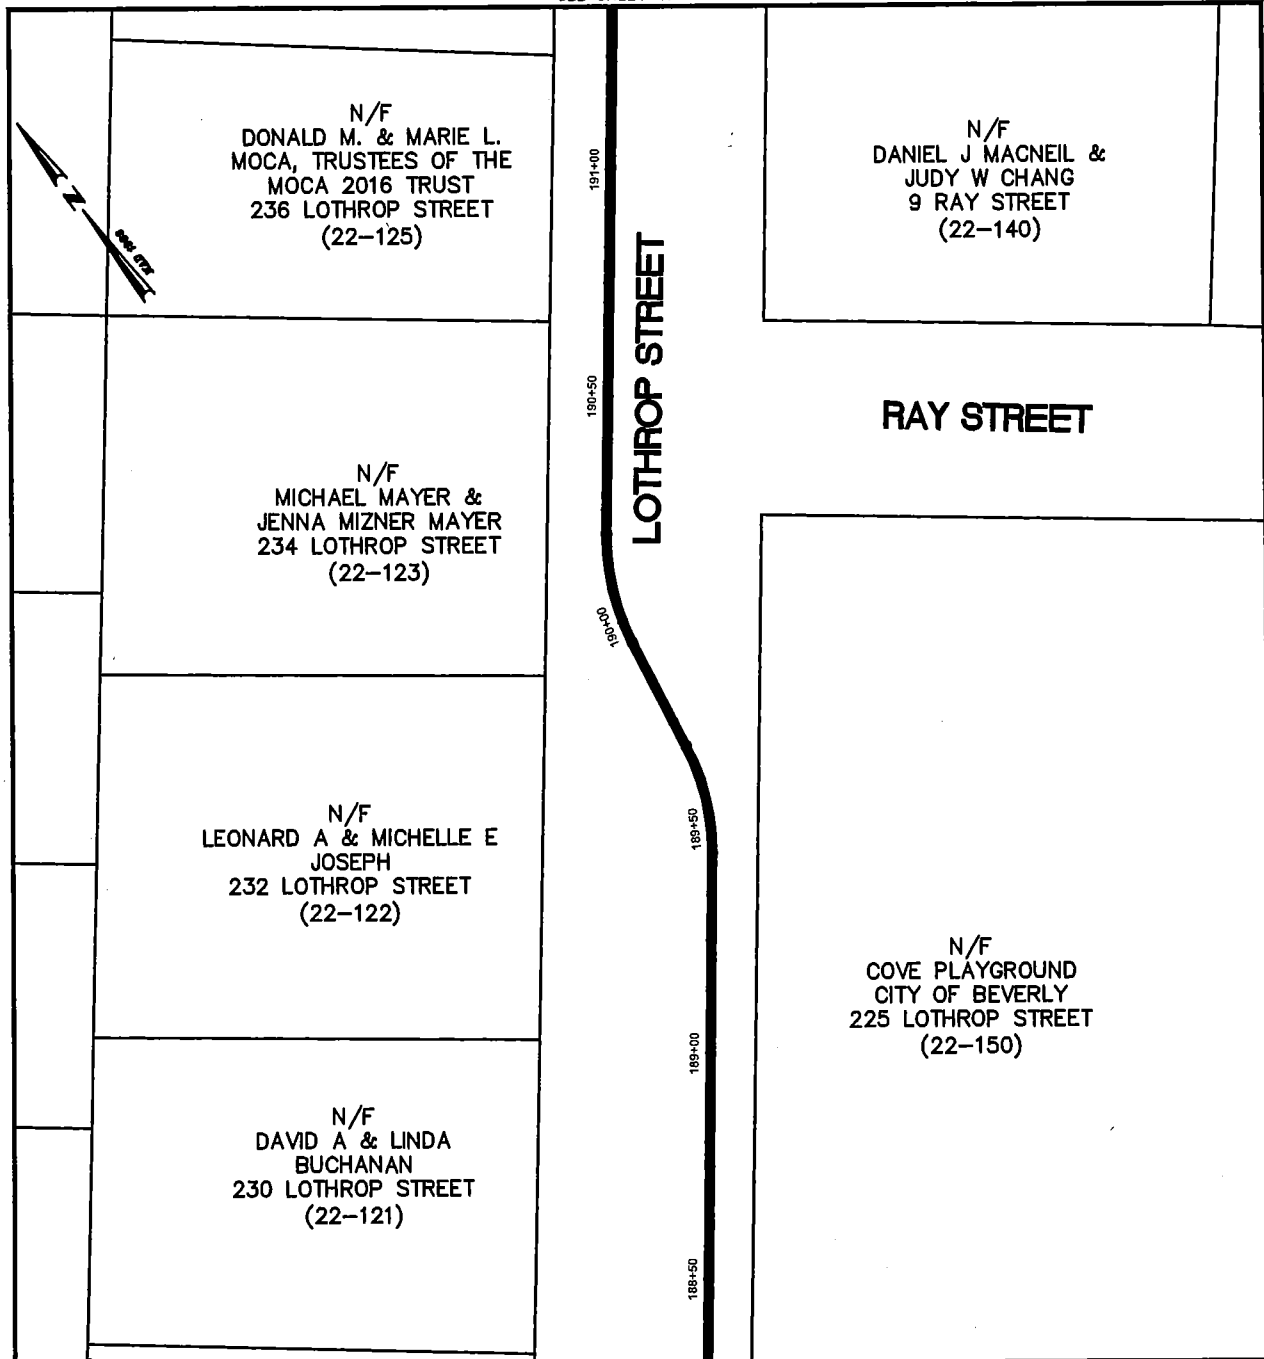 N/F
DONALD M. & MARIE L.
MOCA, TRUSTEES OF THE
MOCA 2016 TRUST
236 LOTHROP STREET
(22-125)
N/F
DANIEL J MACNEIL &
JUDY W CHANG
9 RAY STREET
(22-140)
N
191+00
LOTHROP STREET
190+50
RAY STREET
N/F
MICHAEL MAYER &
JENNA MIZNER MAYER
234 LOTHROP STREET
(22-123)
190+00
N/F
LEONARD A & MICHELLE E
JOSEPH
232 LOTHROP STREET
(22-122)
189+50
N/F
COVE PLAYGROUND
CITY OF BEVERLY
225 LOTHROP STREET
(22-150)
189+00
N/F
DAVID A & LINDA
BUCHANAN
230 LOTHROP STREET
(22-121)
188+50